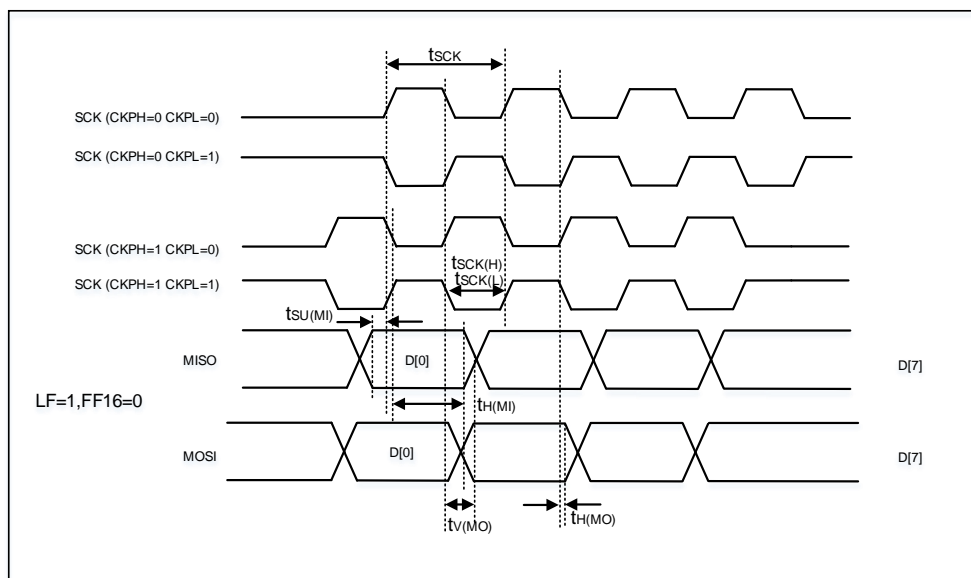 tSCK
SCK (CKPH=0 CKPL=0)
SCK (CKPH=0 CKPL=1)
SCK (CKPH=1 CKPL=0)
tSCK(H)
tSCK(L)
SCK (CKPH=1 CKPL=1)
tSU(MI)
MISO
D[0]
D[7]
LF=1,FF16=0
tH(MI)
MOSI
D[0]
D[7]
tV(MO)
tH(MO)